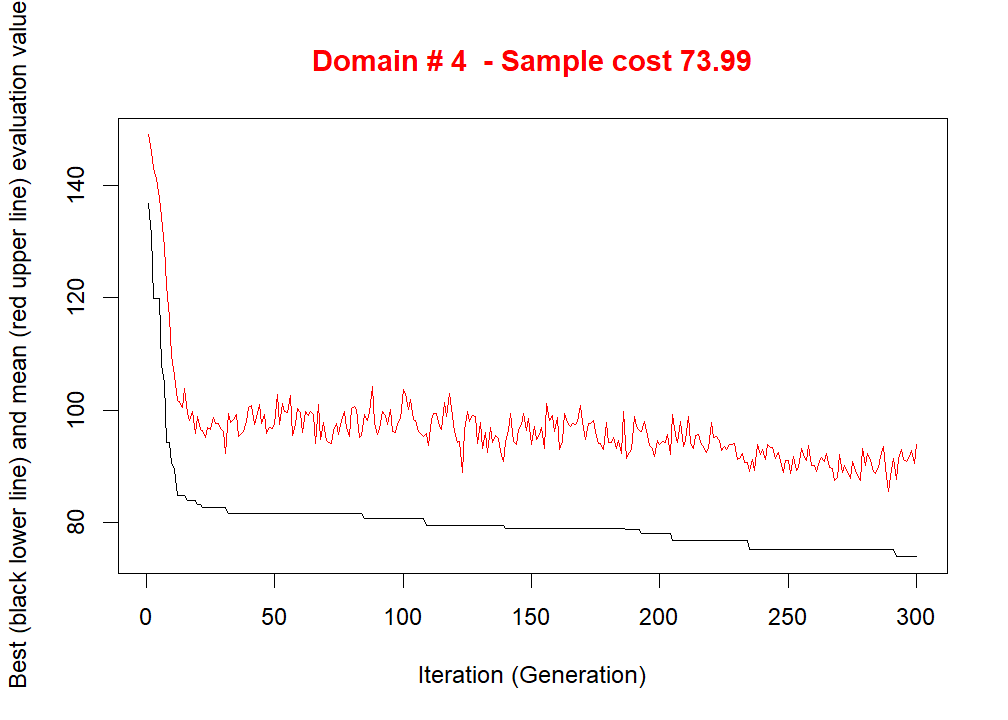 Domain # 4  - Sample cost 73.99
Best (black lower line) and mean (red upper line) evaluation value
140
120
100
80
0 50 100 150 200 250 300
Iteration (Generation)